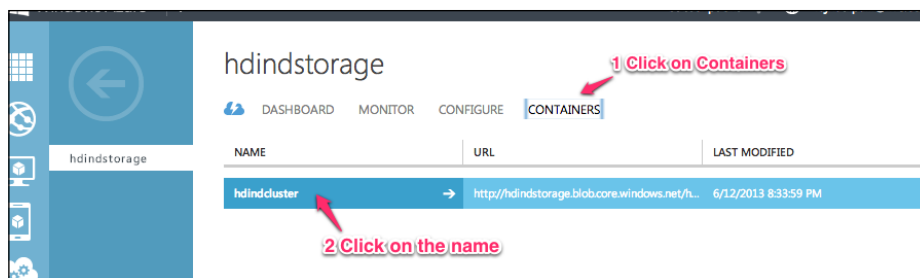 hdindstorage
1 Click on Containers
DASHBOARD MONITOR CONFIGURE CONTAINERS
hdindstorage
NAME URL LAST MODIFIED
hdindcluster http://hdindstorage.blob.core.windows.net/h... 6/12/2013 8:33:59 PM
2 Click on the name